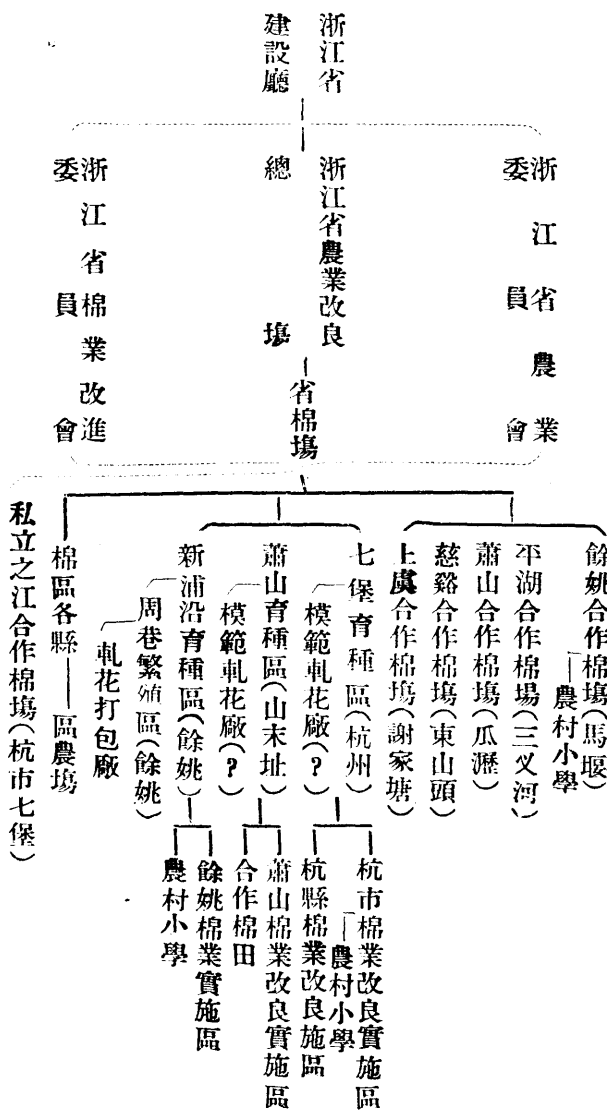 浙江省
建設廳
浙江省農業
委員會
浙江省農業改良
總場
浙江省棉業改進
委員會
省棉塲
餘姚合作棉塲(馬堰)
農村小學
平湖合作棉塲(三叉河)
蕭山合作棉塲(瓜瀝)
慈谿合作棉塲(東山頭)
上虞合作棉塲(謝家塘)
七堡育種區(杭州)
模範軋花廠(?)
蕭山育種區(山末址)
模範軋花廠(?)
新浦沿育種區(餘姚)
周巷繁殖區(餘姚)
軋花打包廠
棉區各縣
區農塲
私立之江合作棉塲(杭市七堡)
杭市棉業改良實施區
農村小學
杭縣棉業改良施區
蕭山棉業改良實施區
合作棉田
餘姚棉業實施區
農村小學